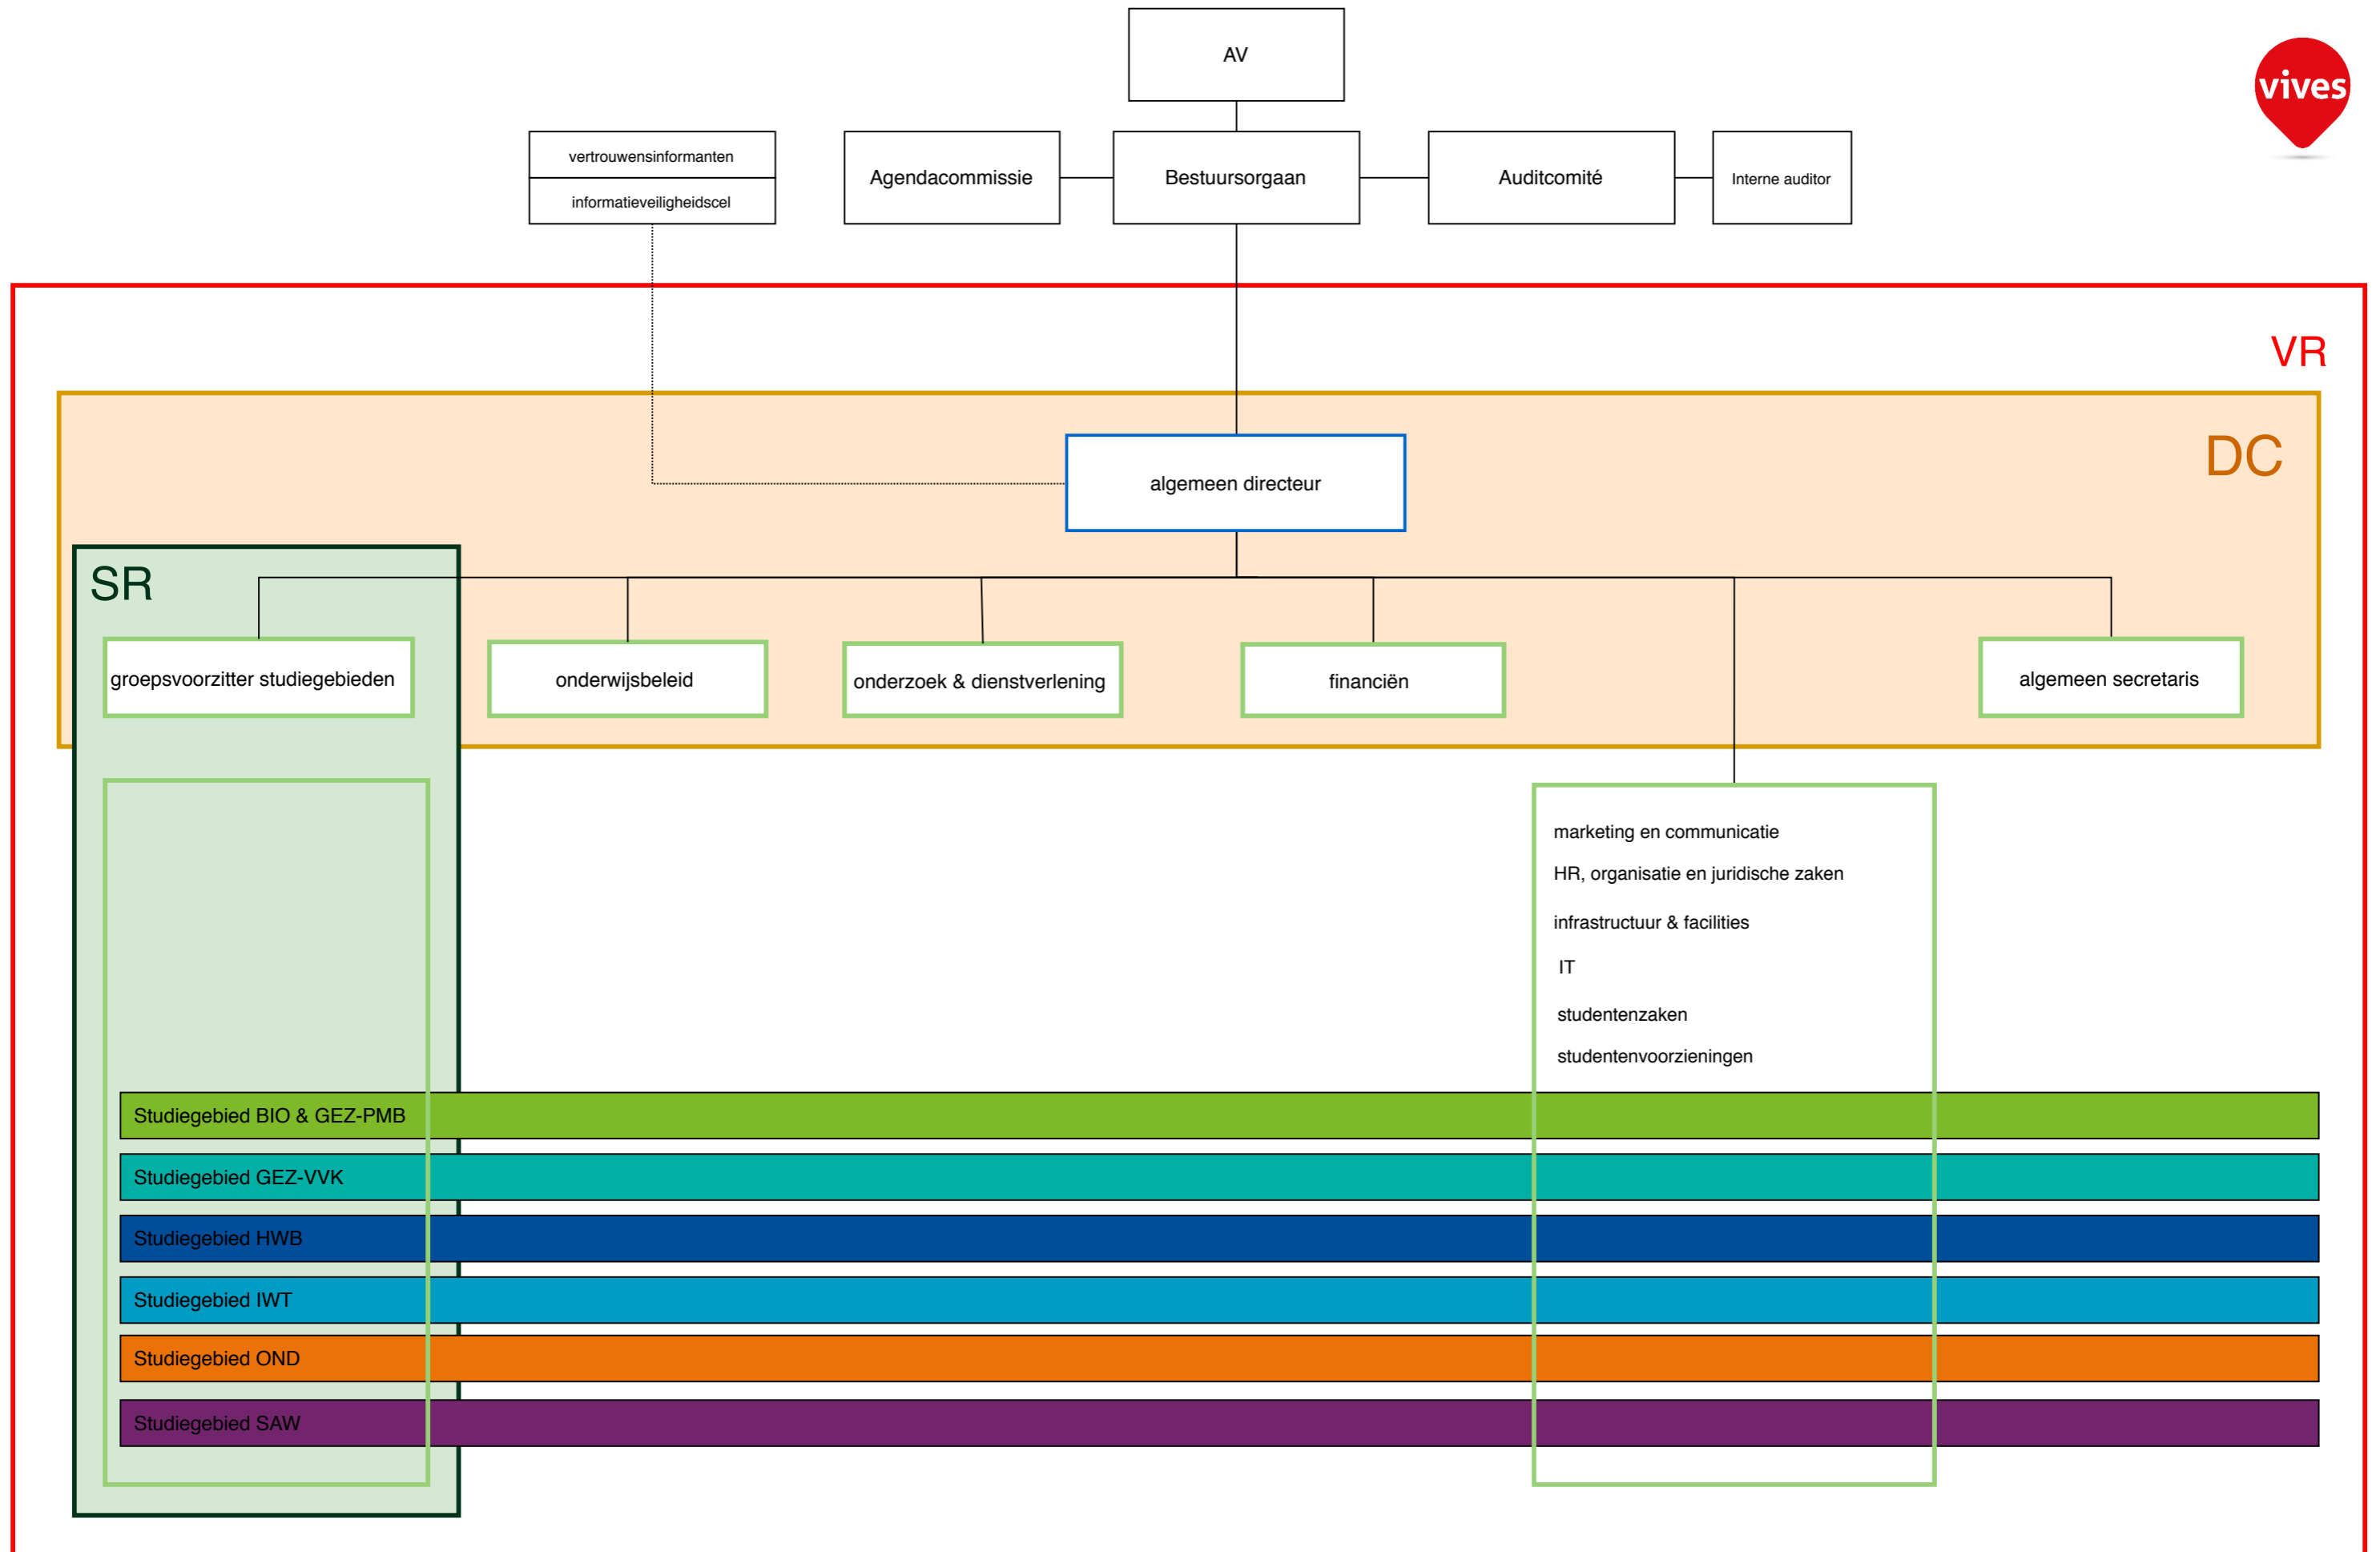 AV
vives
vertrouwensinformanten
informatieveiligheidscel
Agendacommissie
Bestuursorgaan
Auditcomité
Interne auditor
VR
DC
algemeen directeur
SR
groepsvoorzitter studiegebieden
onderwijsbeleid
onderzoek & dienstverlening
financiën
algemeen secretaris
marketing en communicatie
HR, organisatie en juridische zaken
infrastructuur & facilities
IT
studentenzaken
studentenvoorzieningen
Studiegebied BIO & GEZ-PMB
Studiegebied GEZ-VVK
Studiegebied HWB
Studiegebied IWT
Studiegebied OND
Studiegebied SAW